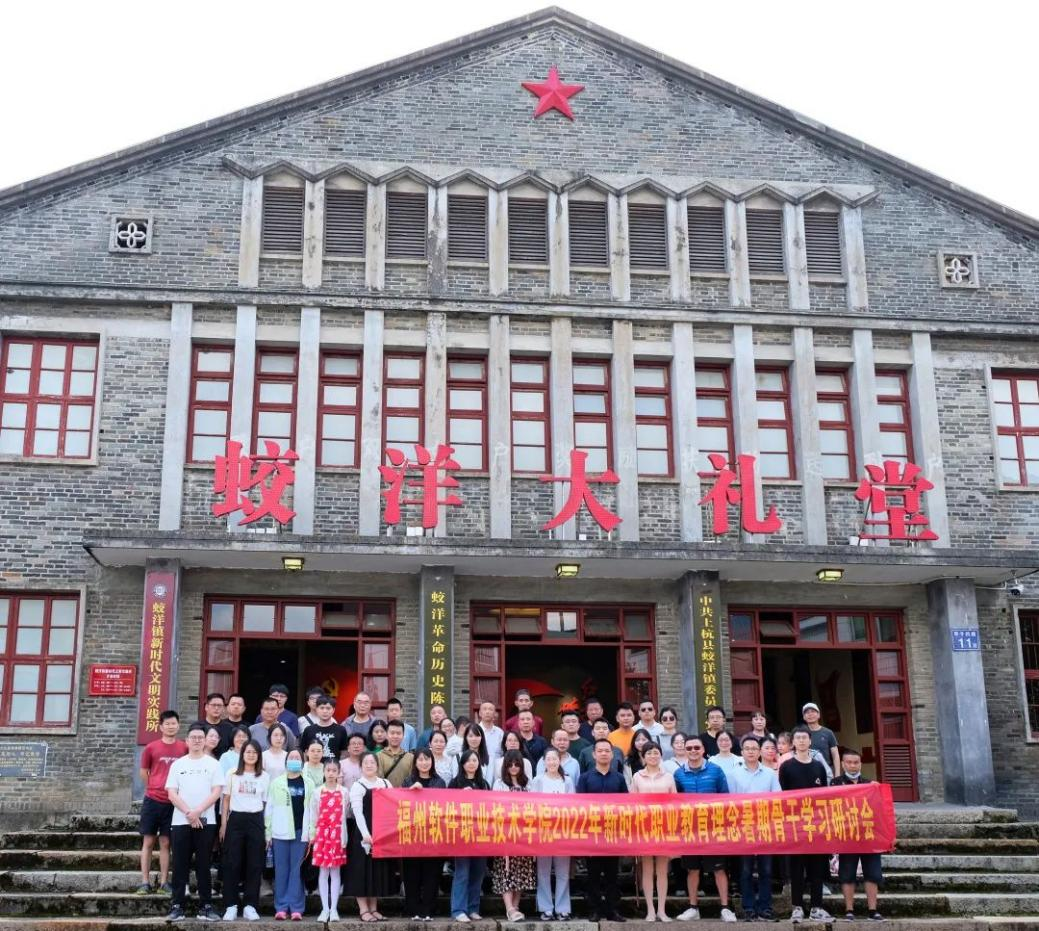 蛟洋大礼堂
蛟洋镇新时代文明实践所
蛟洋革命历史陈
中共上杭县蛟洋镇委员
11
福州软件职业技术学院2022年新时代职业教育理念暑期骨干学习研讨会